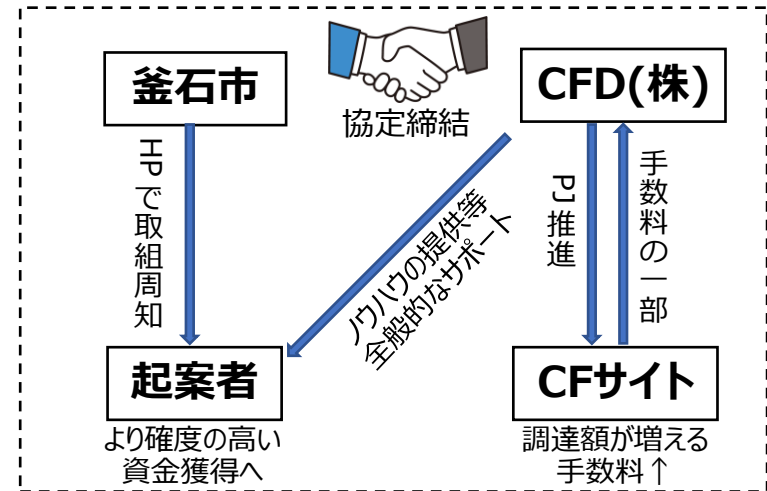 釜石市
協定締結
CFD(株)
HPで取組周知
ノウハウの提供等
全般的なサポート
PJ推進
手数料の一部
起案者
より確度の高い
資金獲得へ
CFサイト
調達額が増える
手数料↑